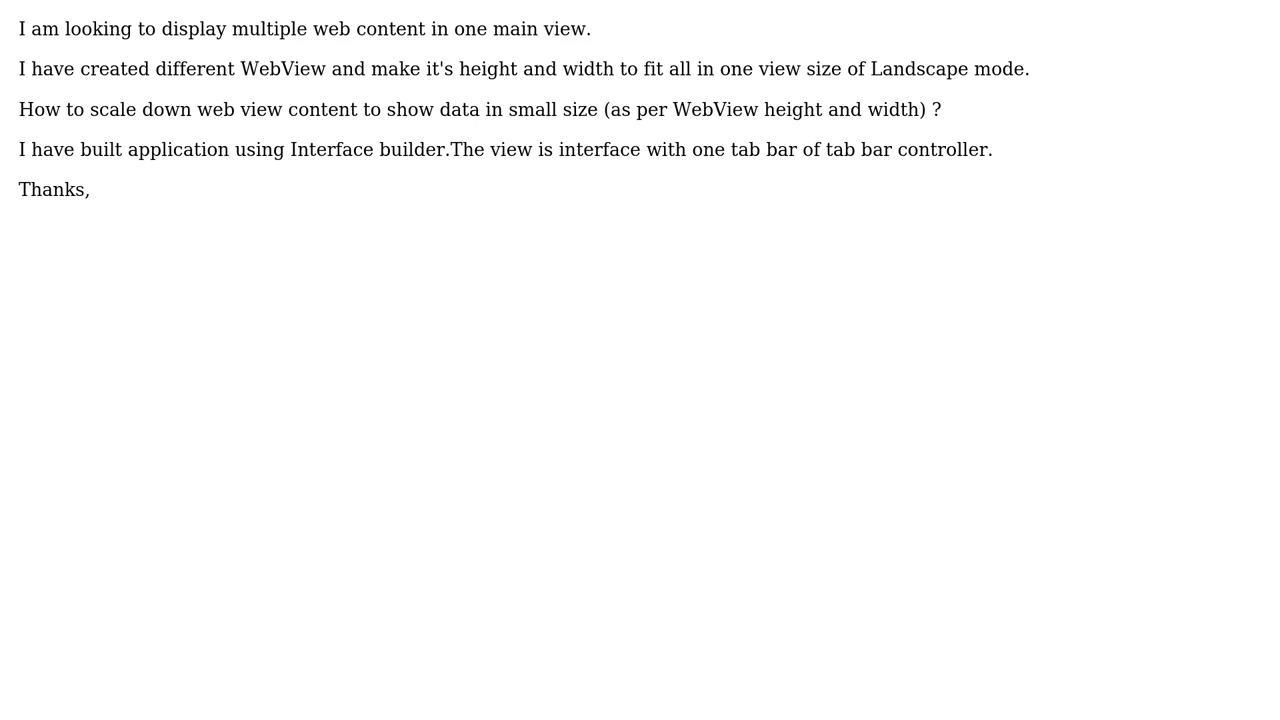 I am looking to display multiple web content in one main view.
I have created different WebView and make it's height and width to fit all in one view size of Landscape mode.
How to scale down web view content to show data in small size (as per WebView height and width) ?
I have built application using Interface builder.The view is interface with one tab bar of tab bar controller.
Thanks,